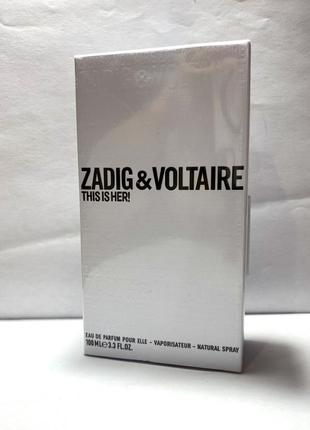 ZADIG & VOLTAIRE
THIS IS HER!
EAU DE PARFUM POUR ELLE - VAPORISATEUR - NATURAL SPRAY
100 ML℮3.3 FL.OZ.